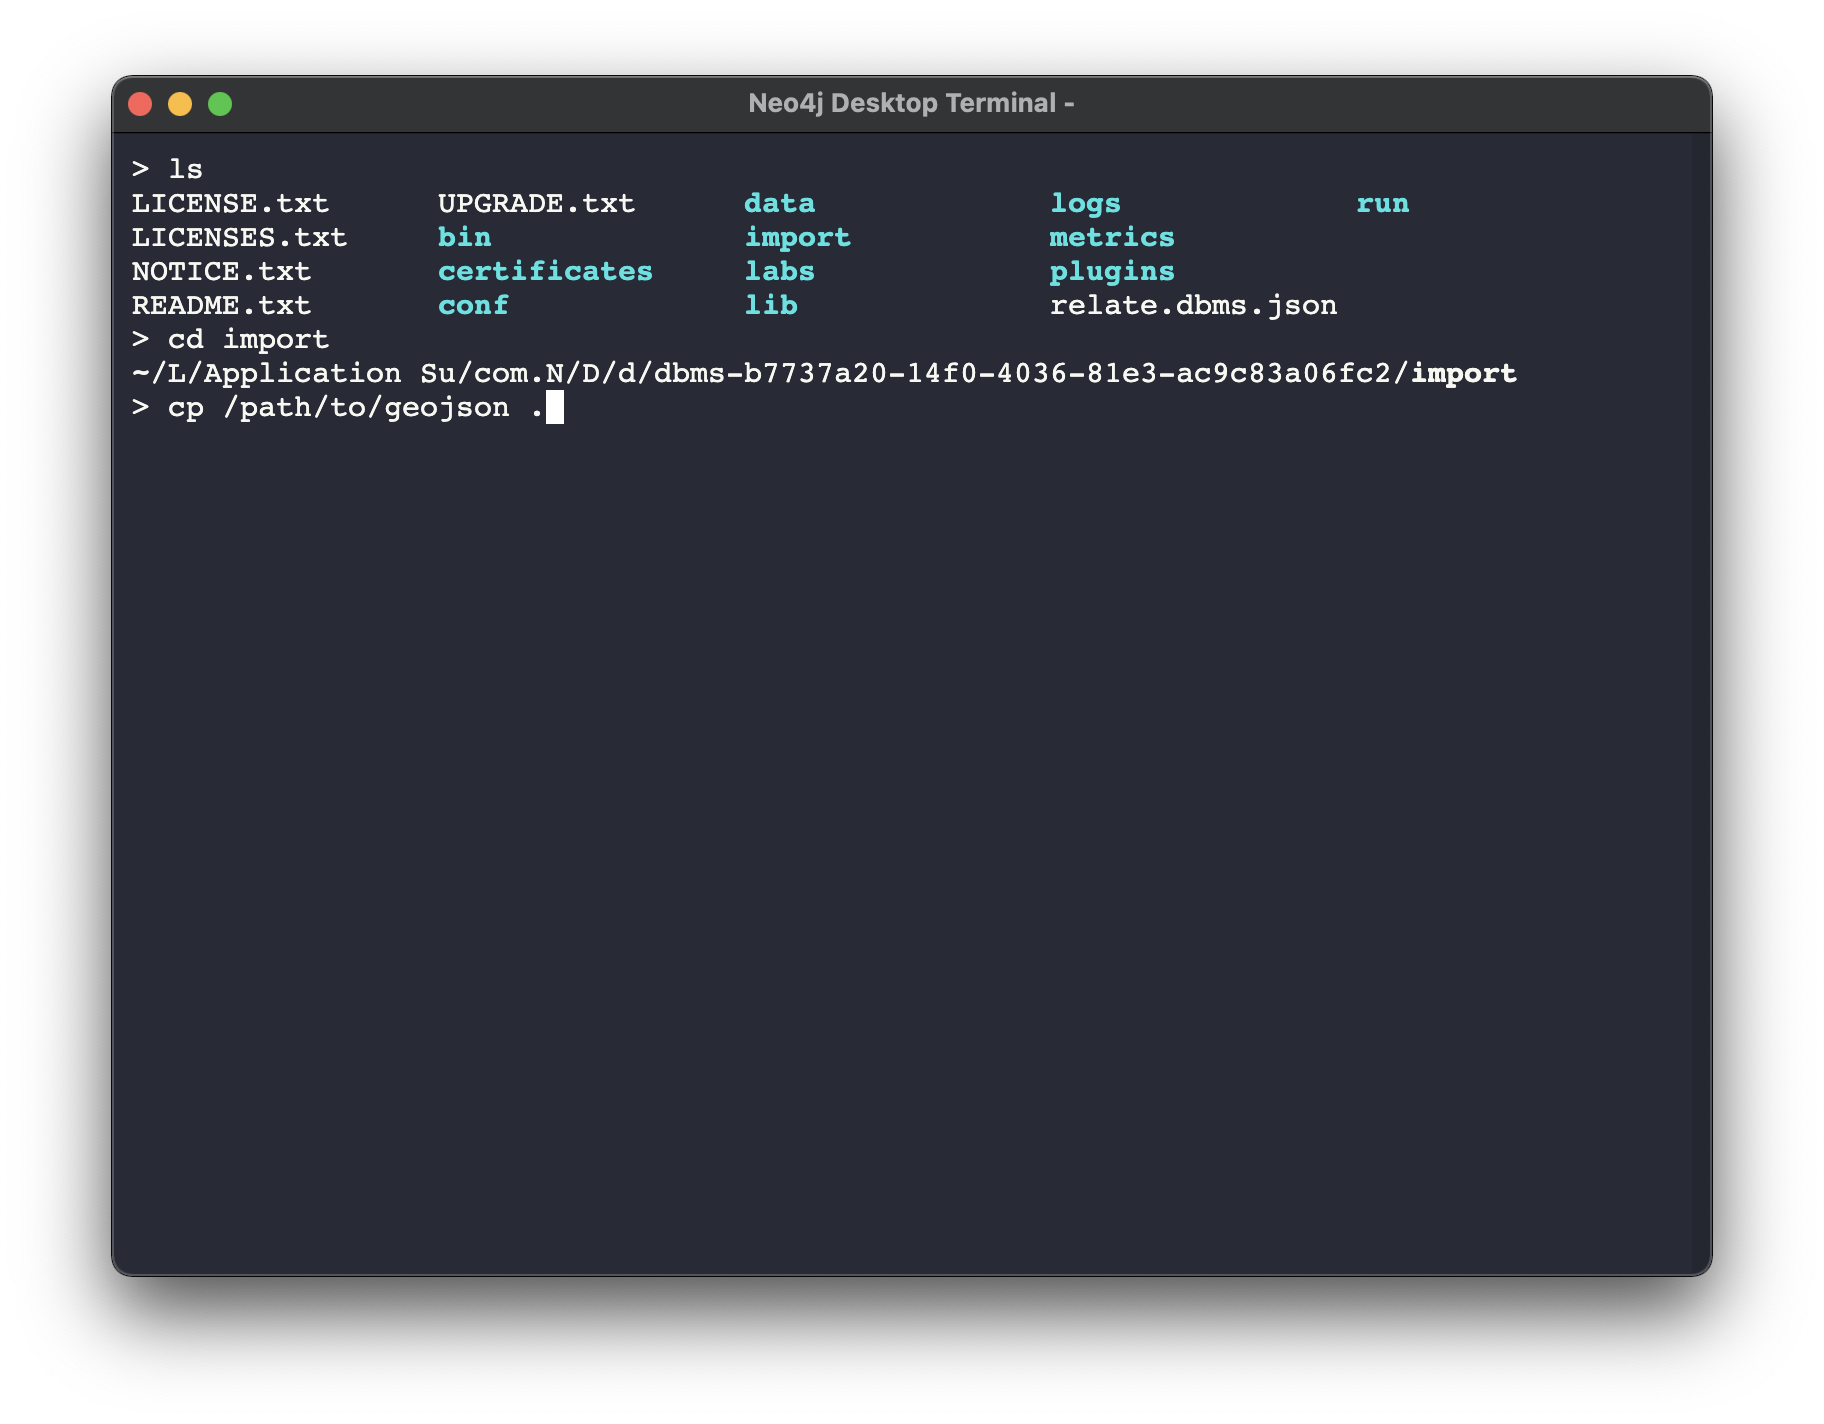 Neo4j Desktop Terminal -
> ls
LICENSE.txt UPGRADE.txt data logs run
LICENSES.txt bin import metrics
NOTICE.txt certificates labs plugins
README.txt conf lib relate.dbms.json
> cd import
~/L/Application Su/com.N/D/d/dbms-b7737a20-14f0-4036-81e3-ac9c83a06fc2/import
> cp /path/to/geojson .